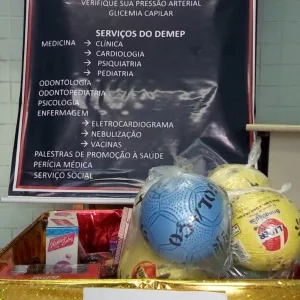 VERIFIQUE SUA PRESSÃO ARTERIAL
GLICEMIA CAPILAR
SERVIÇOS DO DEMEP
MEDICINA → CLÍNICA
→ CARDIOLOGIA
→ PSIQUIATRIA
→ PEDIATRIA
ODONTOLOGIA
ODONTOPEDIATRIA
PSICOLOGIA
ENFERMAGEM
→ ELETROCARDIOGRAMA
→ NEBULIZAÇÃO
→ VACINAS
PALESTRAS DE PROMOÇÃO À SAÚDE
PERÍCIA MÉDICA
SERVIÇO SOCIAL